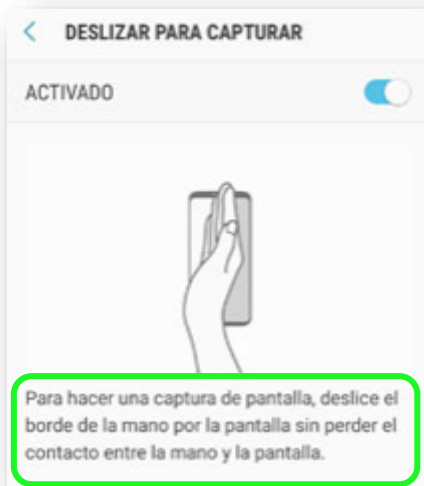 DESLIZAR PARA CAPTURAR
ACTIVADO
Para hacer una captura de pantalla, deslice el
borde de la mano por la pantalla sin perder el
contacto entre la mano y la pantalla.